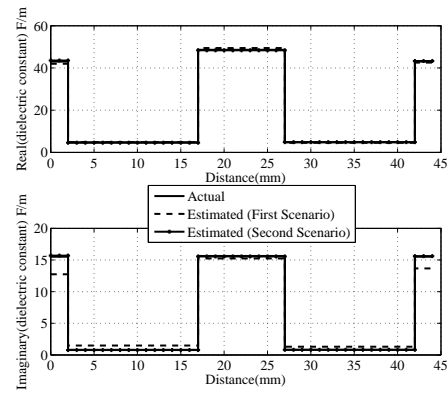 Real(dielectric constant) F/m
60
40
20
0
0 5 10 15 20 25 30 35 40 45
Distance(mm)
Actual
Estimated (First Scenario)
Estimated (Second Scenario)
Imaginary(dielectric constant) F/m
20
15
10
5
0
0 5 10 15 20 25 30 35 40 45
Distance(mm)